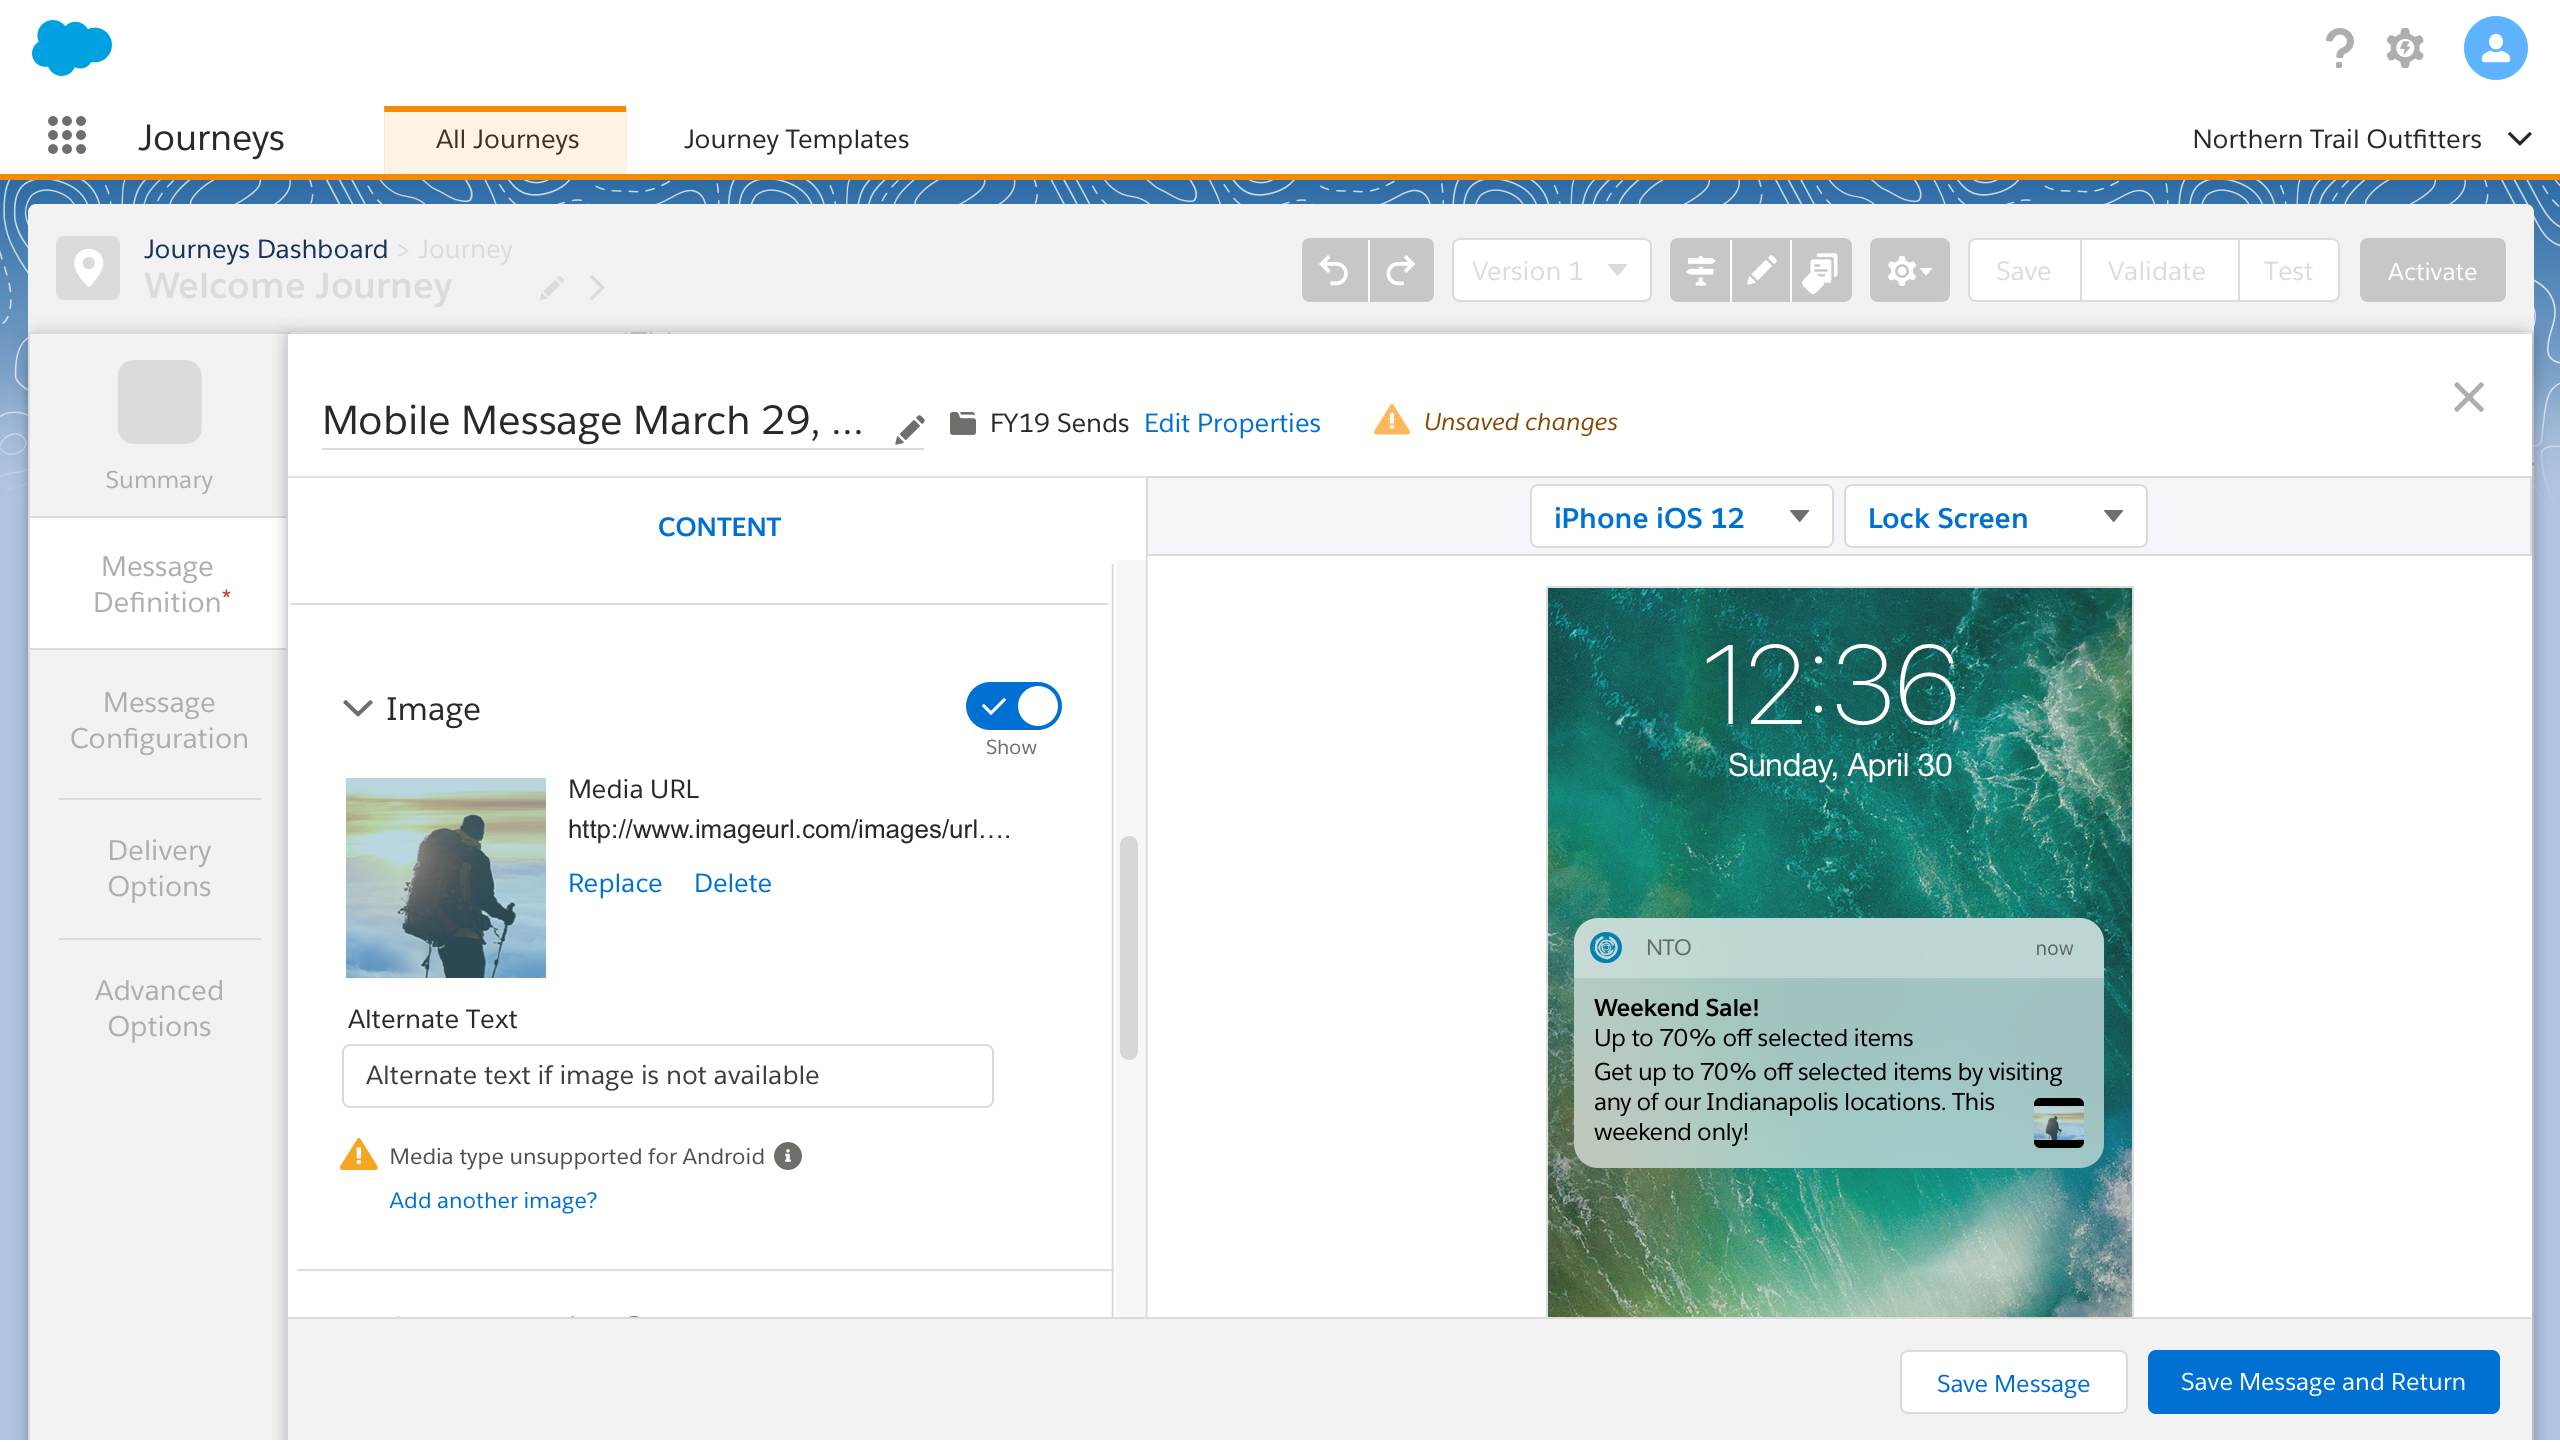 Journeys
All Journeys
Journey Templates
Northern Trail Outfitters
Journeys Dashboard > Journey
Welcome Journey
Version 1
Save
Validate
Test
Activate
Summary
Message
Definition*
Message
Configuration
Delivery
Options
Advanced
Options
Mobile Message March 29, ...
FY19 Sends
Edit Properties
Unsaved changes
CONTENT
Image
Show
Media URL
http://www.imageurl.com/images/url....
Replace
Delete
Alternate Text
Alternate text if image is not available
Media type unsupported for Android
Add another image?
iPhone iOS 12
Lock Screen
12:36
Sunday, April 30
NTO
now
Weekend Sale!
Up to 70% off selected items
Get up to 70% off selected items by visiting
any of our Indianapolis locations. This
weekend only!
Save Message
Save Message and Return